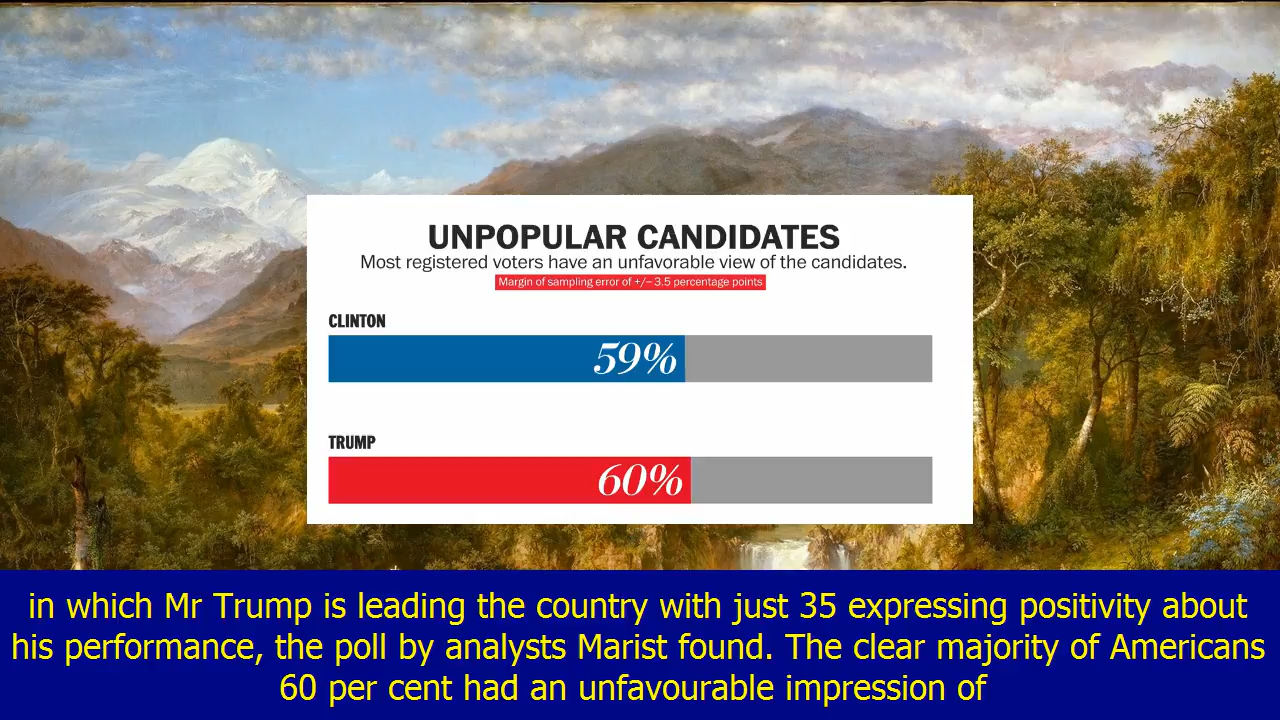 UNPOPULAR CANDIDATES
Most registered voters have an unfavorable view of the candidates.
Margin of sampling error of +/− 3.5 percentage points
CLINTON
59%
TRUMP
60%
in which Mr Trump is leading the country with just 35 expressing positivity about
his performance, the poll by analysts Marist found. The clear majority of Americans
60 per cent had an unfavourable impression of